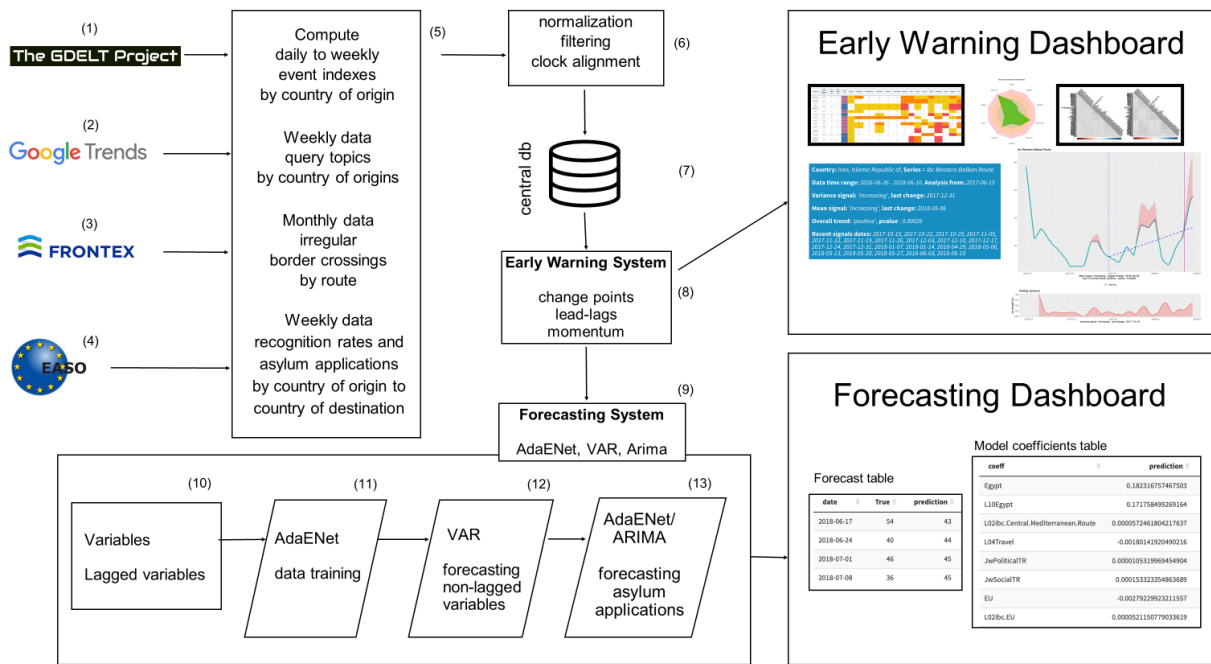 (1)
The GDELT Project
(2)
Google Trends
(3)
FRONTEX
(4)
EASO
Compute
daily to weekly
event indexes
by country of origin
Weekly data
query topics
by country of origins
Monthly data
irregular
border crossings
by route
Weekly data
recognition rates and
asylum applications
by country of origin to
country of destination
(5)
normalization
filtering
clock alignment
(6)
central db
(7)
Early Warning System
change points
lead-lags
momentum
(8)
(9)
Forecasting System
AdaENet, VAR, Arima
(10)
Variables
Lagged variables
(11)
AdaENet
data training
(12)
VAR
forecasting
non-lagged
variables
(13)
AdaENet/
ARIMA
forecasting
asylum
applications
Early Warning Dashboard
Country: Iran, Islamic Republic of, Series = ibc.Western.Balkan.Route
Data time range: 2016-06-26 - 2018-06-10. Analysis from: 2017-06-15
Variance signal: 'Increasing', last change: 2017-12-31
Mean signal: 'Increasing', last change: 2018-05-06
Overall trend: 'positive', pvalue : 0.00029
Recent signals dates: 2017-10-15, 2017-10-22, 2017-10-29, 2017-11-05,
2017-11-12, 2017-11-19, 2017-11-26, 2017-12-03, 2017-12-10, 2017-12-17,
2017-12-24, 2017-12-31, 2018-01-07, 2018-01-14, 2018-04-29, 2018-05-06,
2018-05-13, 2018-05-20, 2018-05-27, 2018-06-03, 2018-06-10
Forecasting Dashboard
Forecast table
date True prediction
2018-06-17 54 43
2018-06-24 40 44
2018-07-01 46 45
2018-07-08 36 45
Model coefficients table
coeff prediction
Egypt 0.182316757467503
L10Egypt 0.171758499269164
L02ibc.Central.Mediterranean.Route 0.0000572461804217637
L04Travel -0.00180141920490216
JwPoliticalTR 0.0000105319969454904
JwSocialTR 0.000153323354863689
EU -0.00279229923211557
L02ibc.EU 0.0000521150779033619